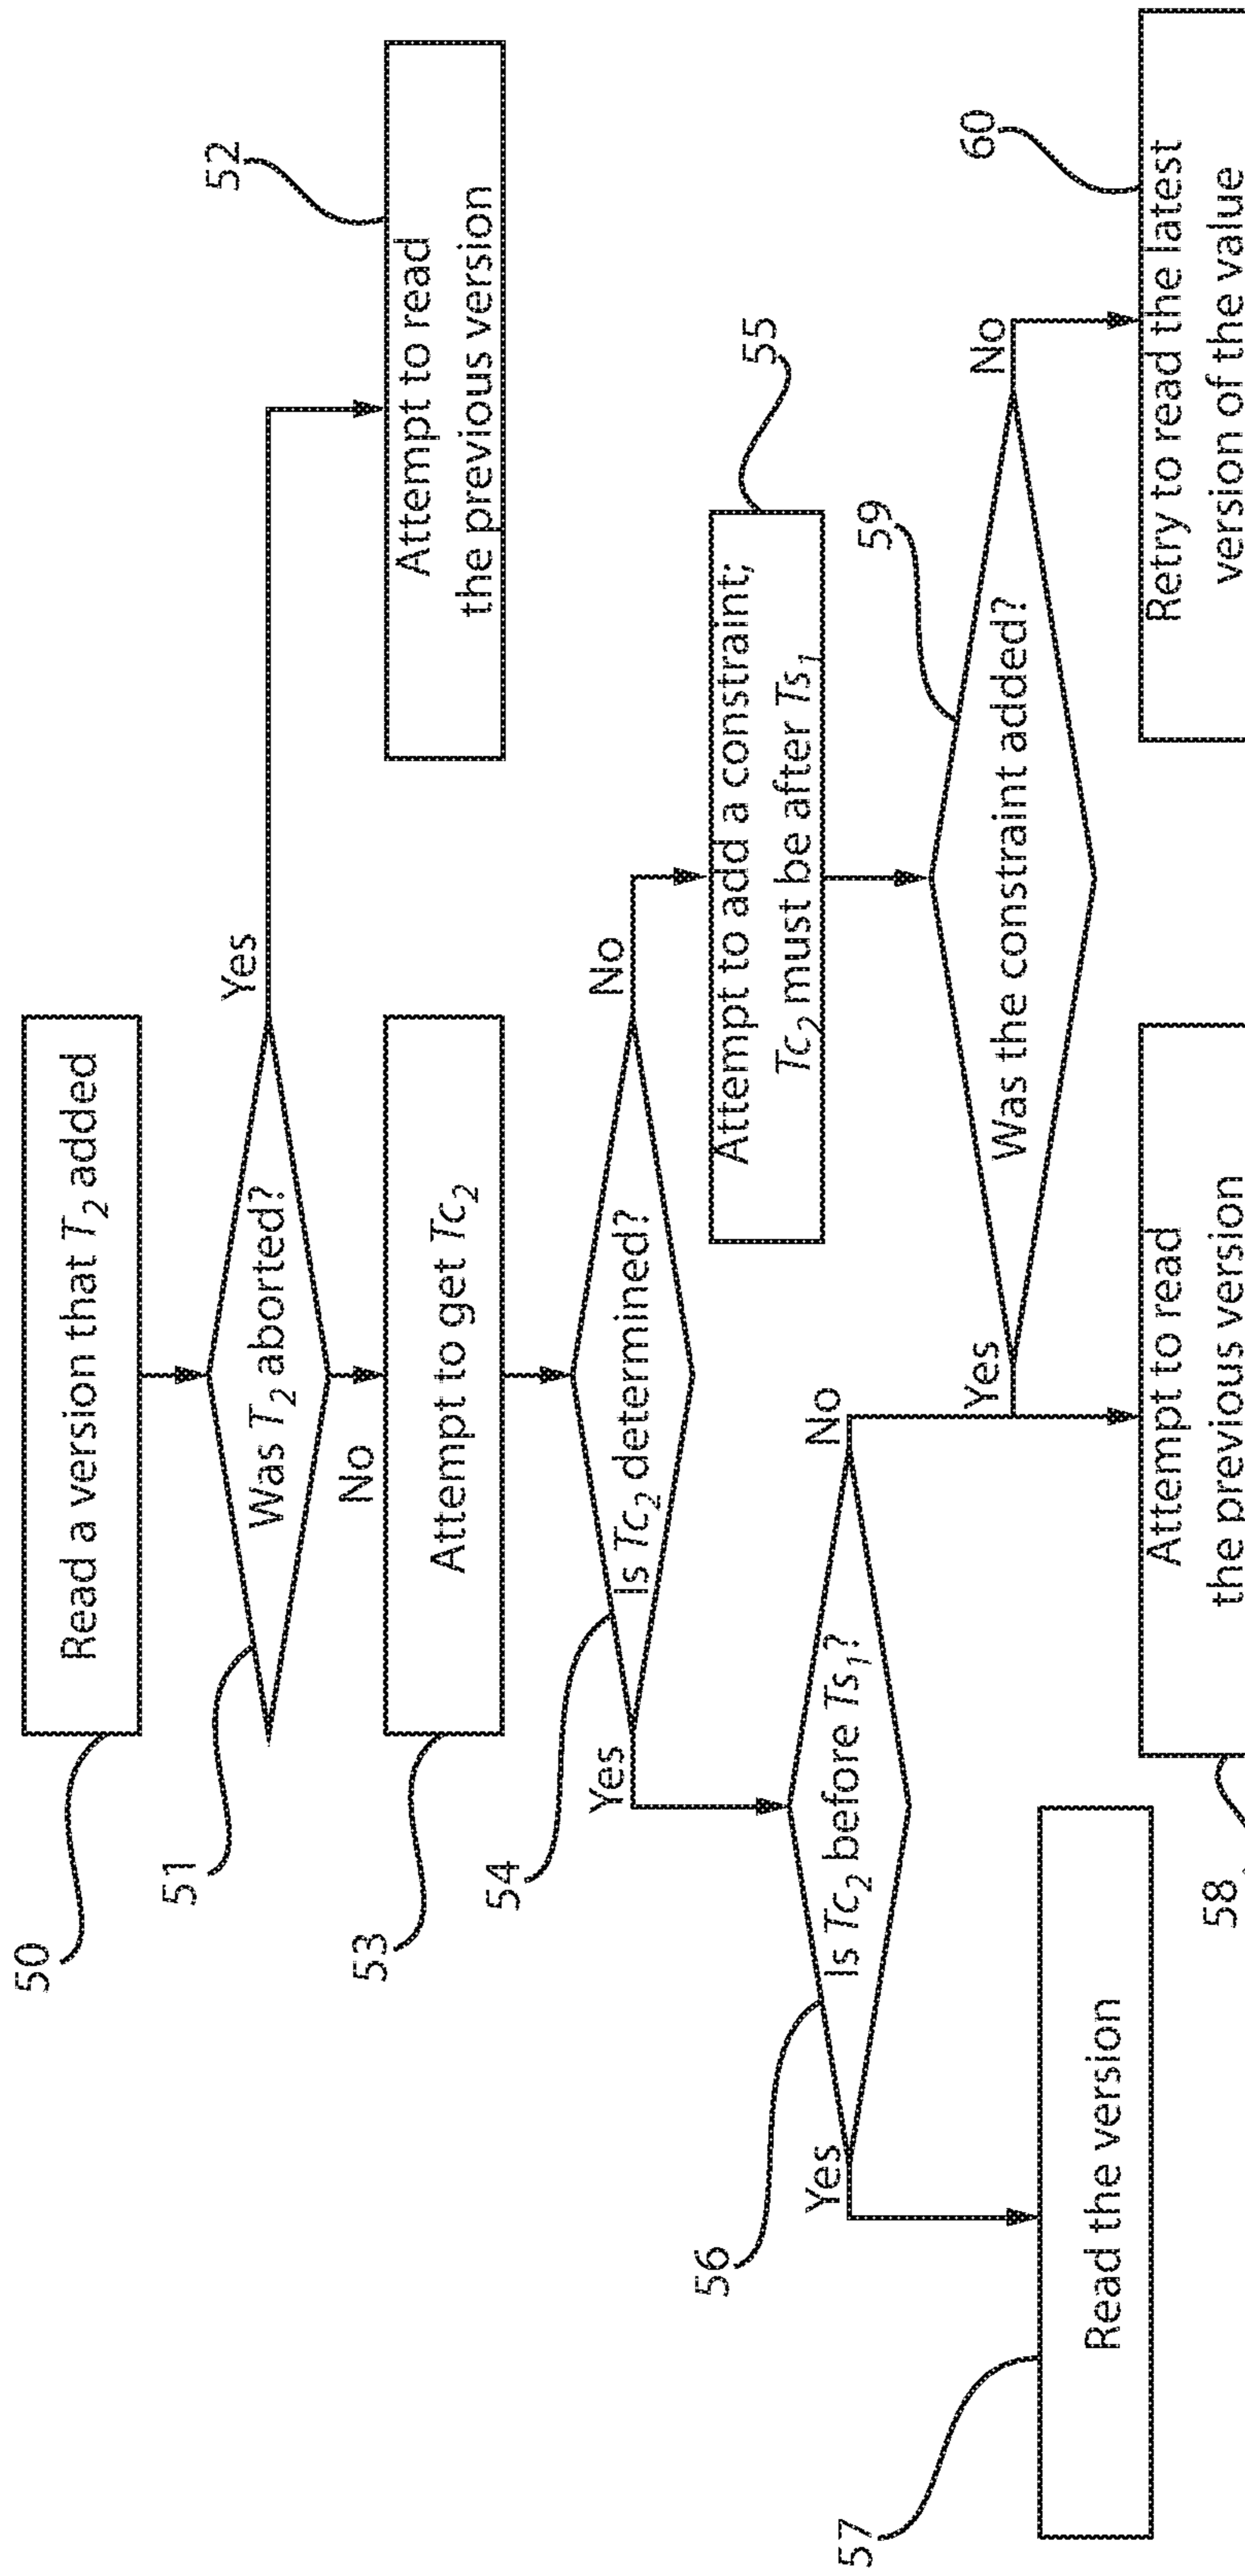 50
Read a version that T₂ added
51
Was T₂ aborted?
Yes
52
Attempt to read
the previous version
No
53
Attempt to get Tc₂
54
Is Tc₂ determined?
Yes
No
55
Attempt to add a constraint;
Tc₂ must be after Ts₁
56
Is Tc₂ before Ts₁?
Yes
No
59
Was the constraint added?
Yes
No
57
Read the version
58
Attempt to read
the previous version
60
Retry to read the latest
version of the value